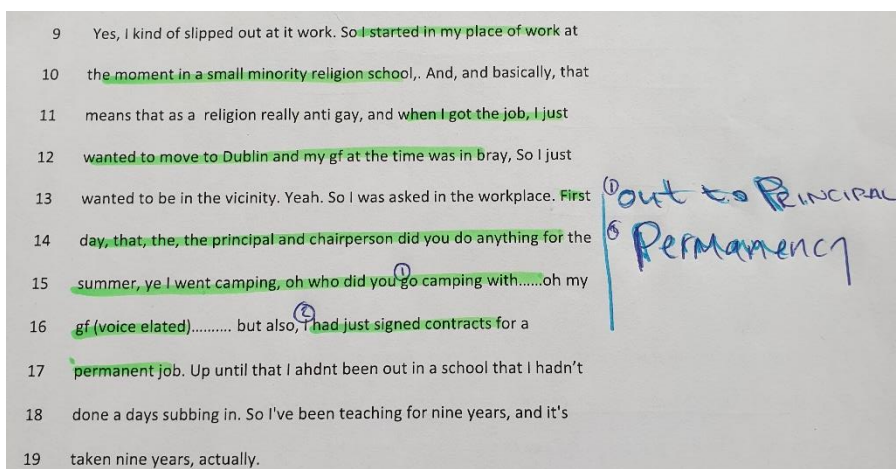 9 Yes, I kind of slipped out at it work. So I started in my place of work at
10 the moment in a small minority religion school,. And, and basically, that
11 means that as a religion really anti gay, and when I got the job, I just
12 wanted to move to Dublin and my gf at the time was in bray, So I just
13 wanted to be in the vicinity. Yeah. So I was asked in the workplace. First
① out to PRINCIPAL
14 day, that, the, the principal and chairperson did you do anything for the
Permanency
15 summer, ye I went camping, oh who did you ① go camping with......oh my
16 gf (voice elated).......... but also, ② I had just signed contracts for a
17 permanent job. Up until that I ahdnt been out in a school that I hadn't
18 done a days subbing in. So I've been teaching for nine years, and it's
19 taken nine years, actually.